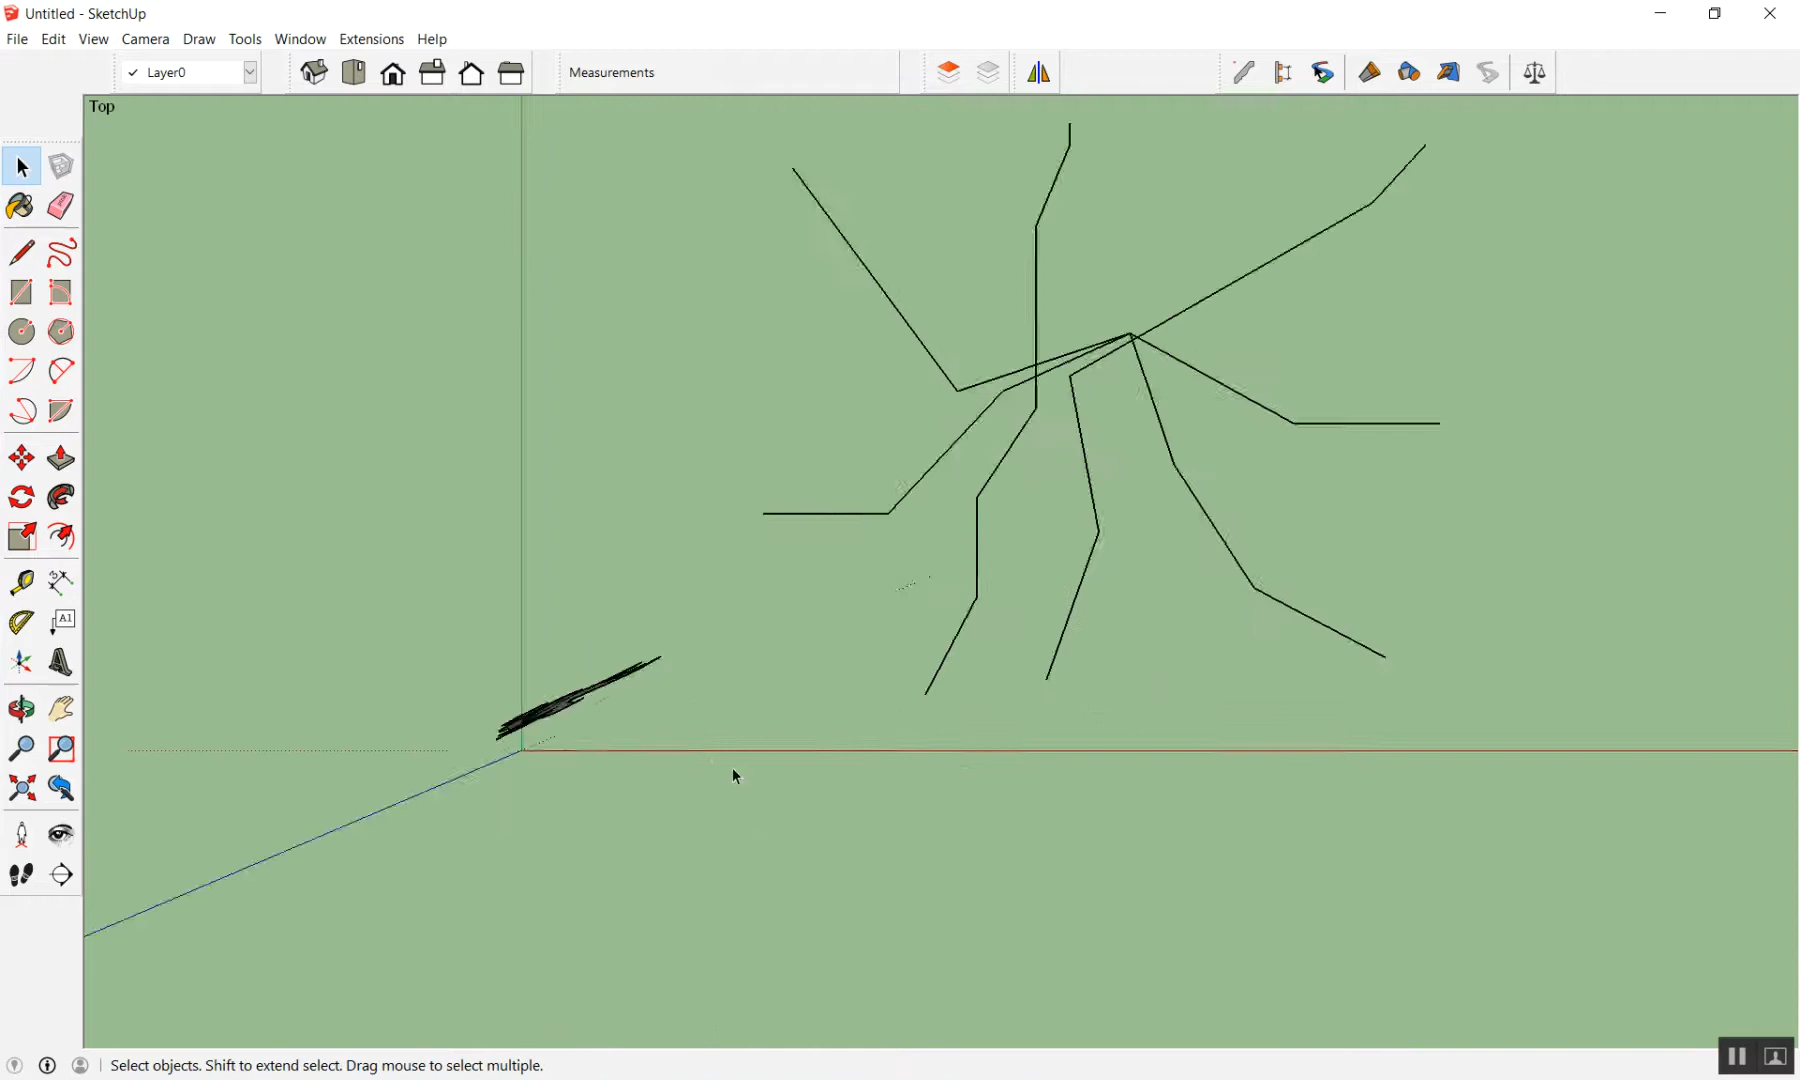 Untitled - SketchUp
File Edit View Camera Draw Tools Window Extensions Help
Layer0
Measurements
Top
A1
Select objects. Shift to extend select. Drag mouse to select multiple.